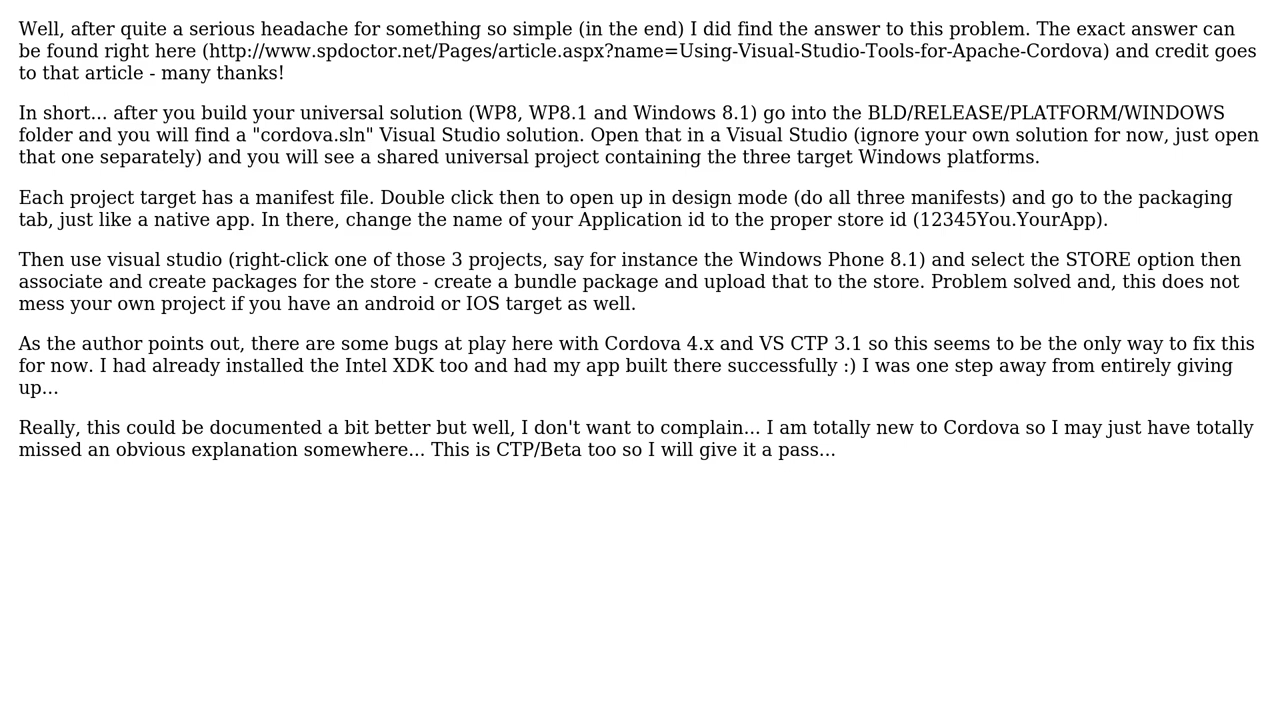 Well, after quite a serious headache for something so simple (in the end) I did find the answer to this problem. The exact answer can
be found right here (http://www.spdoctor.net/Pages/article.aspx?name=Using-Visual-Studio-Tools-for-Apache-Cordova) and credit goes
to that article - many thanks!
In short... after you build your universal solution (WP8, WP8.1 and Windows 8.1) go into the BLD/RELEASE/PLATFORM/WINDOWS
folder and you will find a "cordova.sln" Visual Studio solution. Open that in a Visual Studio (ignore your own solution for now, just open
that one separately) and you will see a shared universal project containing the three target Windows platforms.
Each project target has a manifest file. Double click then to open up in design mode (do all three manifests) and go to the packaging
tab, just like a native app. In there, change the name of your Application id to the proper store id (12345You.YourApp).
Then use visual studio (right-click one of those 3 projects, say for instance the Windows Phone 8.1) and select the STORE option then
associate and create packages for the store - create a bundle package and upload that to the store. Problem solved and, this does not
mess your own project if you have an android or IOS target as well.
As the author points out, there are some bugs at play here with Cordova 4.x and VS CTP 3.1 so this seems to be the only way to fix this
for now. I had already installed the Intel XDK too and had my app built there successfully :) I was one step away from entirely giving
up...
Really, this could be documented a bit better but well, I don't want to complain... I am totally new to Cordova so I may just have totally
missed an obvious explanation somewhere... This is CTP/Beta too so I will give it a pass...